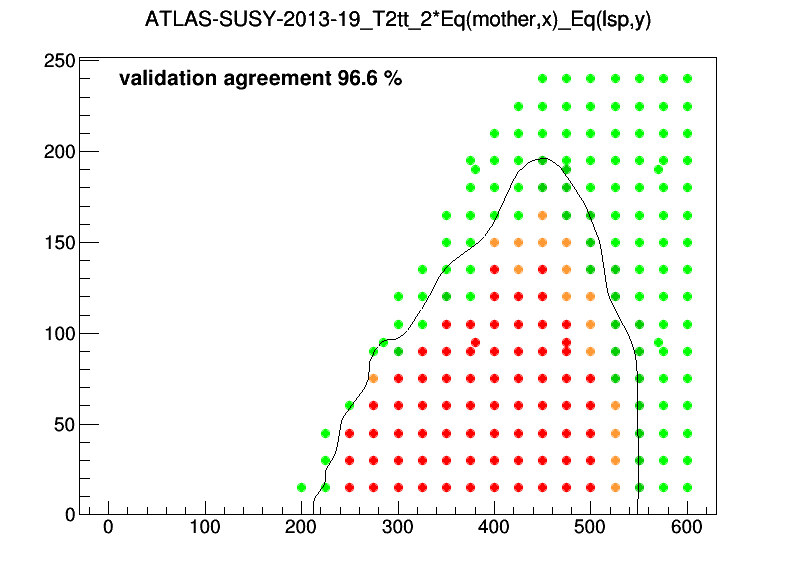 ATLAS-SUSY-2013-19_T2tt_2*Eq(mother,x)_Eq(lsp,y)
validation agreement 96.6 %
250
200
150
100
50
0
0 100 200 300 400 500 600